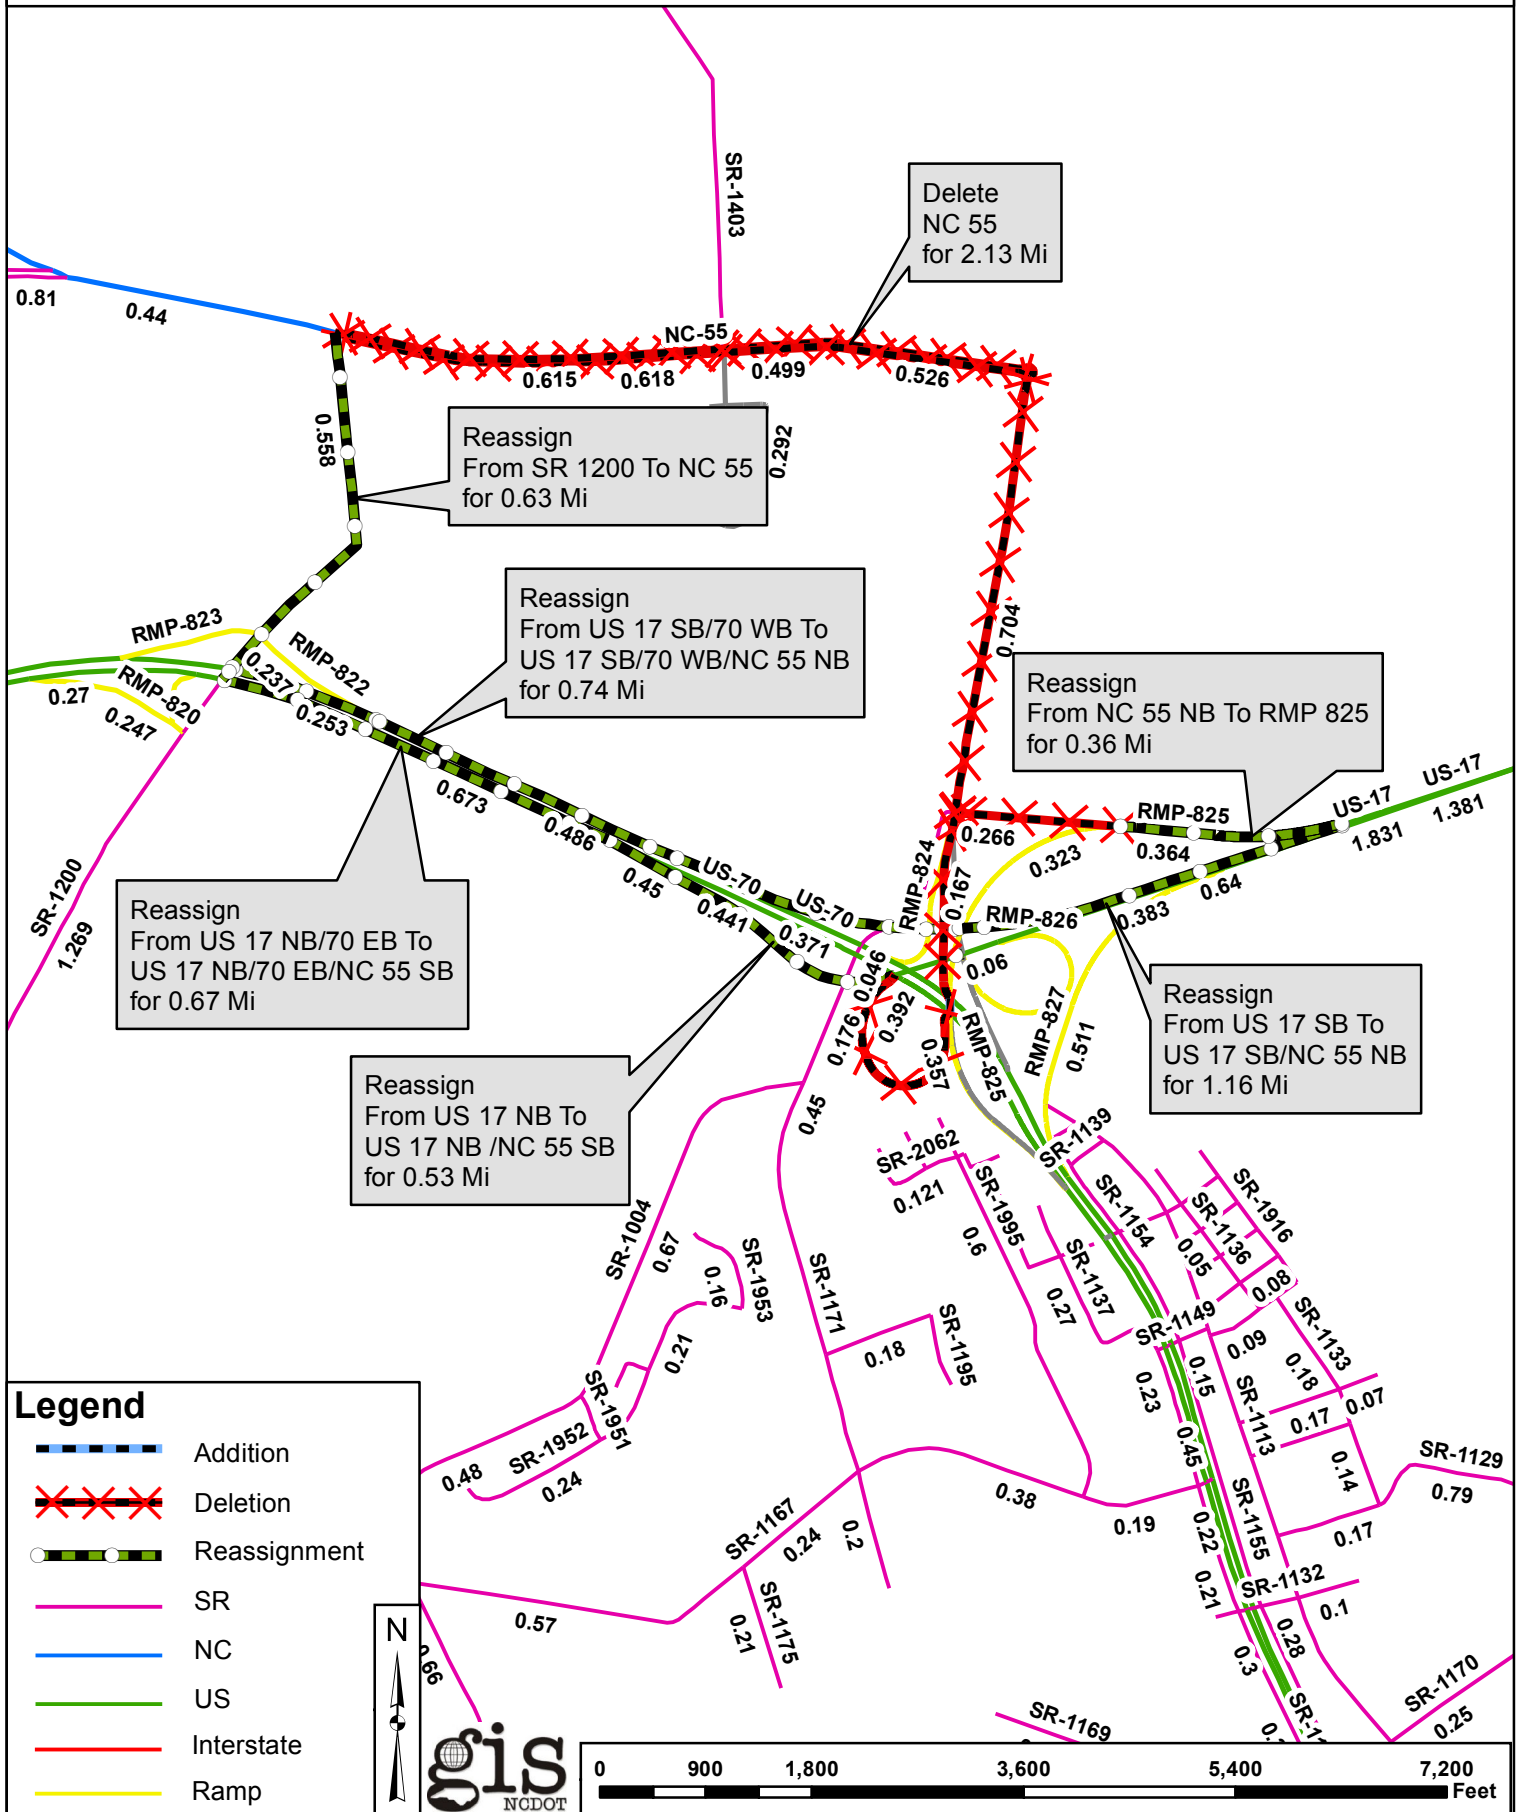 SR-1403
Delete
NC 55
for 2.13 Mi
0.81
0.44
NC-55
0.615
0.618
0.499
0.526
0.558
Reassign
From SR 1200 To NC 55
for 0.63 Mi
0.292
Reassign
From US 17 SB/70 WB To
US 17 SB/70 WB/NC 55 NB
for 0.74 Mi
0.704
RMP-823
RMP-822
0.237
RMP-820
0.27
0.247
0.253
Reassign
From NC 55 NB To RMP 825
for 0.36 Mi
US-17
US-17
1.381
1.831
RMP-825
0.266
0.364
0.323
0.673
0.486
0.45
0.441
US-70
US-70
0.371
RMP-824
0.167
RMP-826
0.383
0.64
SR-1200
1.269
Reassign
From US 17 NB/70 EB To
US 17 NB/70 EB/NC 55 SB
for 0.67 Mi
0.046
0.06
0.176
0.392
0.357
RMP-825
RMP-827
0.511
Reassign
From US 17 SB To
US 17 SB/NC 55 NB
for 1.16 Mi
Reassign
From US 17 NB To
US 17 NB /NC 55 SB
for 0.53 Mi
0.45
SR-2062
0.121
SR-1139
SR-1995
0.6
SR-1154
SR-1916
SR-1136
0.05
SR-1137
0.27
SR-1004
0.67
SR-1953
0.16
0.21
SR-1171
SR-1195
0.18
SR-1149
0.08
0.09
SR-1133
0.18
0.07
0.17
0.15
0.23
SR-1113
0.45
SR-1951
SR-1952
0.48
0.24
0.14
SR-1129
0.79
0.38
0.19
SR-1167
0.24
0.2
0.22
SR-1155
0.17
0.21
SR-1132
0.1
0.57
SR-1175
0.21
0.28
0.3
SR-1170
0.25
SR-1169
Legend
Addition
Deletion
Reassignment
SR
NC
US
Interstate
Ramp
N
gis
NCDOT
0 900 1,800 3,600 5,400 7,200
Feet